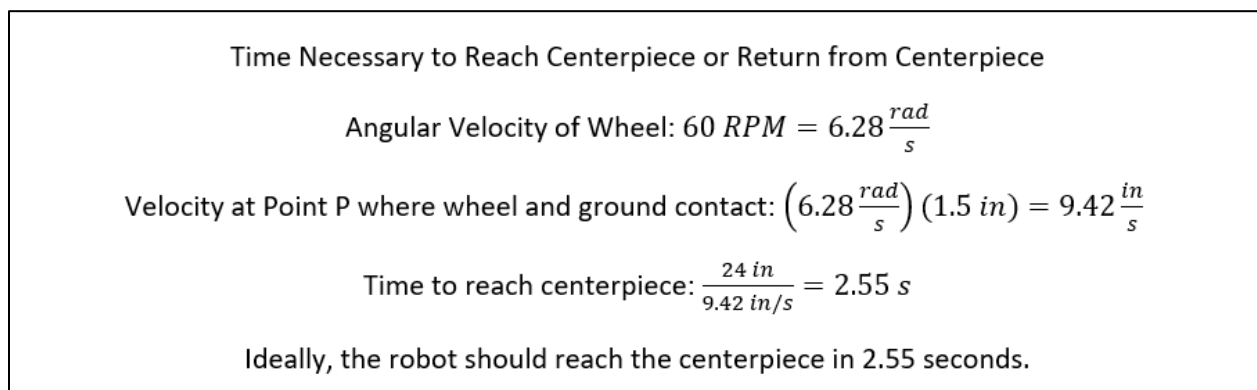 Time Necessary to Reach Centerpiece or Return from Centerpiece
Angular Velocity of Wheel: 60 RPM = 6.28 rad/s
Velocity at Point P where wheel and ground contact: (6.28 rad/s) (1.5 in) = 9.42 in/s
Time to reach centerpiece: 24 in / 9.42 in/s = 2.55 s
Ideally, the robot should reach the centerpiece in 2.55 seconds.